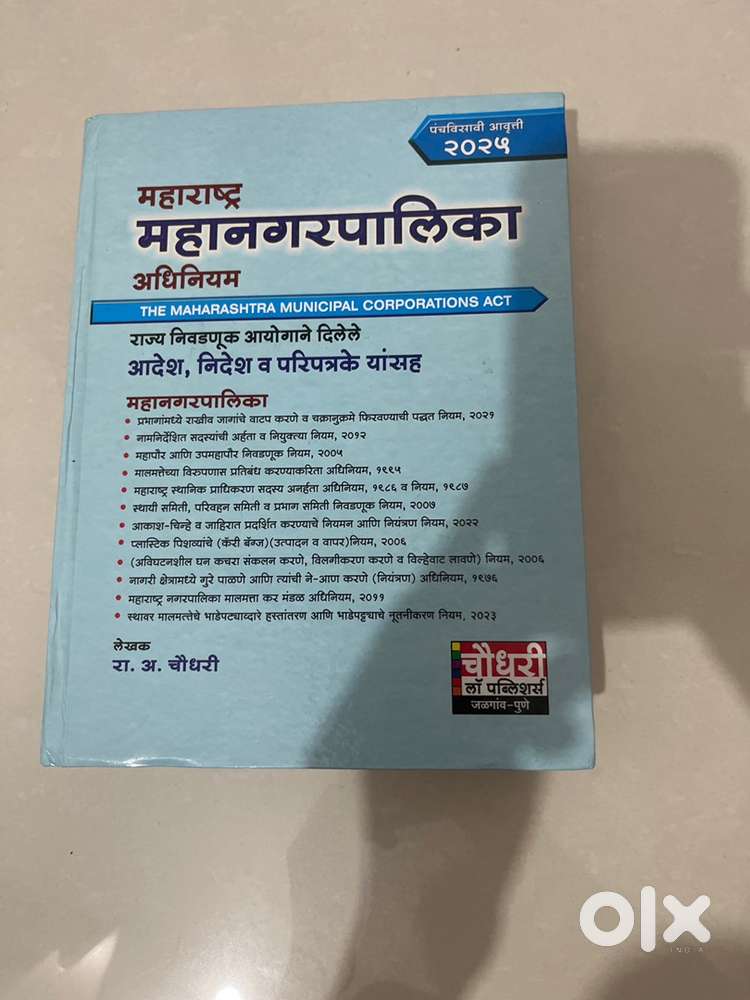 पंचविसावी आवृत्ती
२०२५
महाराष्ट्र
महानगरपालिका
अधिनियम
THE MAHARASHTRA MUNICIPAL CORPORATIONS ACT
राज्य निवडणूक आयोगाने दिलेले
आदेश, निदेश व परिपत्रके यांसह
महानगरपालिका
• प्रभागांमध्ये राखीव जागांचे वाटप करणे व चक्रानुक्रमे फिरवण्याची पद्धत नियम, २०२१
• नामनिर्देशित सदस्यांची अर्हता व नियुक्त्या नियम, २०१२
• महापौर आणि उपमहापौर निवडणूक नियम, २००५
• मालमत्तेच्या विरुपणास प्रतिबंध करण्याकरिता अधिनियम, १९९५
• महाराष्ट्र स्थानिक प्राधिकरण सदस्य अनर्हता अधिनियम, १९८६ व नियम, १९८७
• स्थायी समिती, परिवहन समिती व प्रभाग समिती निवडणूक नियम, २००७
• आकाश-चिन्हे व जाहिरात प्रदर्शित करण्याचे नियमन आणि नियंत्रण नियम, २०२२
• प्लास्टिक पिशव्यांचे (कॅरी बॅग्ज)(उत्पादन व वापर)नियम, २००६
• (अविघटनशील घन कचरा संकलन करणे, विलगीकरण करणे व विल्हेवाट लावणे) नियम, २००६
• नागरी क्षेत्रामध्ये गुरे पाळणे आणि त्यांची ने-आण करणे (नियंत्रण) अधिनियम, १९७६
• महाराष्ट्र नगरपालिका मालमत्ता कर मंडळ अधिनियम, २०११
• स्थावर मालमत्तेचे भाडेपट्याव्दारे हस्तांतरण आणि भाडेपट्टयाचे नूतनीकरण नियम, २०२३
लेखक
रा. अ. चौधरी
चौधरी
लॉ पब्लिशर्स
जळगांव-पुणे
olx
INDIA